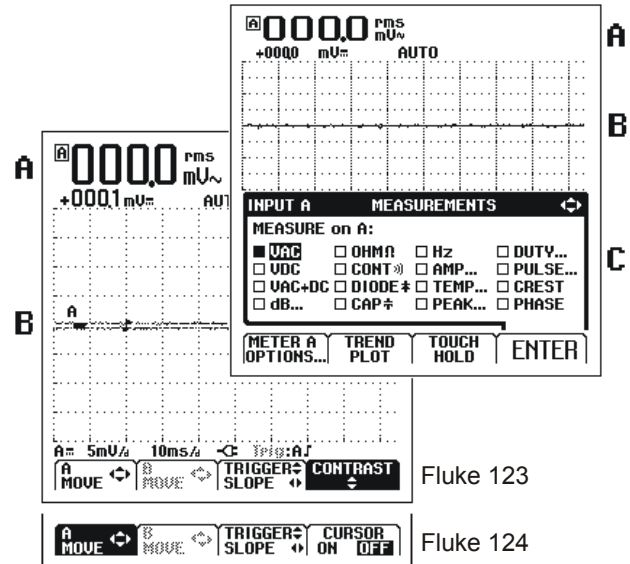 A 000.0 rms mV~
+000.0 mV⎓ AUTO
A
B
INPUT A MEASUREMENTS
MEASURE on A:
■ VAC □ OHMΩ □ Hz □ DUTY...
□ VDC □ CONT □ AMP... □ PULSE...
□ VAC+DC □ DIODE □ TEMP... □ CREST
□ dB... □ CAP □ PEAK... □ PHASE
C
METER A OPTIONS... TREND PLOT TOUCH HOLD ENTER
A
A 000.0 rms mV~
+000.1 mV⎓ AU
B
A
A⎓ 5mV/d 10ms/d Trig:A
A MOVE B MOVE TRIGGER SLOPE CONTRAST
Fluke 123
A MOVE B MOVE TRIGGER SLOPE CURSOR ON OFF
Fluke 124